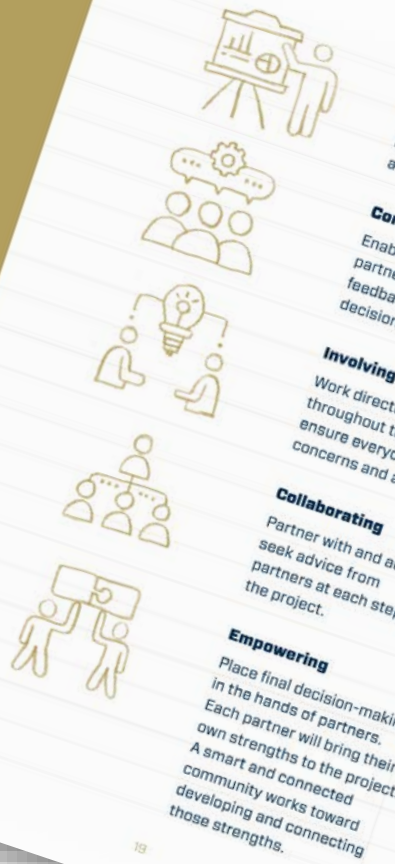 a
Con
Enab
partne
feedba
decision
Involving
Work direct
throughout t
ensure everyo
concerns and a
Collaborating
Partner with and a
seek advice from
partners at each step
the project.
Empowering
Place final decision-makin
in the hands of partners.
Each partner will bring their
own strengths to the project
A smart and connected
community works toward
developing and connecting
those strengths.
19